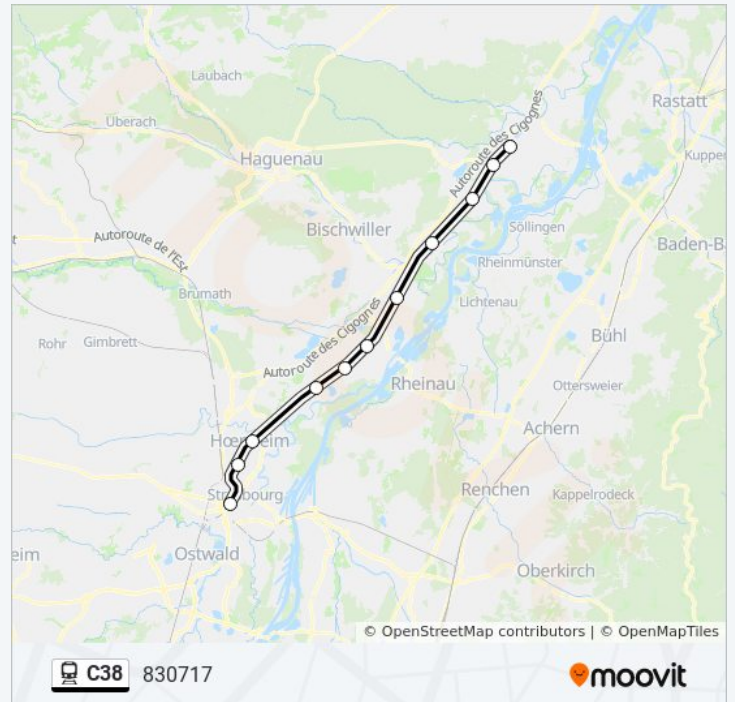 Laubach
Rastatt
Uberach
Autoroute des Cigognes
Kuppen
Haguenau
Bischwiller
Söllingen
Autoroute de l'Est
Baden-Ba
Rheinmünster
Brumath
Lichtenau
Autoroute des Cigognes
Bühl
Rohr
Gimbrett
Rheinau
Ottersweier
Achern
Hœnheim
Renchen
Kappelrodeck
Strasbourg
Ostwald
eim
Oberkirch
© OpenStreetMap contributors | © OpenMapTiles
C38 830717
moovit